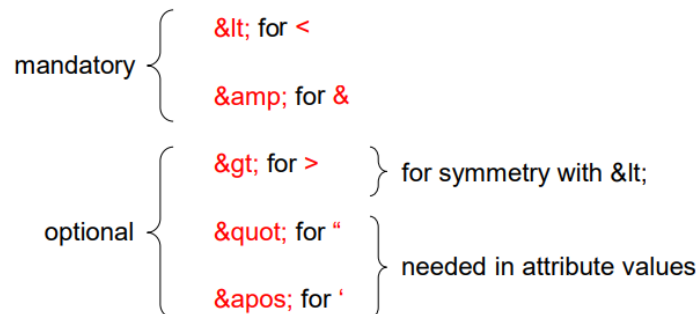 &lt; for <
mandatory
&amp; for &
&gt; for >
for symmetry with &lt;
optional
&quot; for “
needed in attribute values
&apos; for ‘